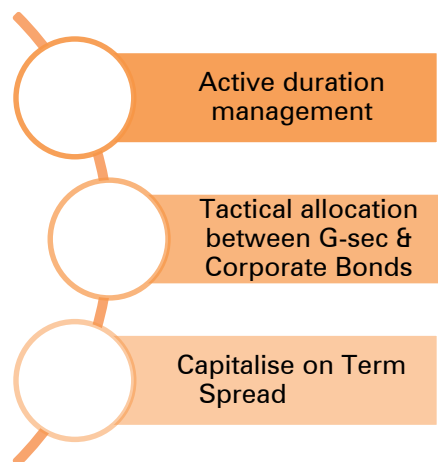 Active duration
management
Tactical allocation
between G-sec &
Corporate Bonds
Capitalise on Term
Spread